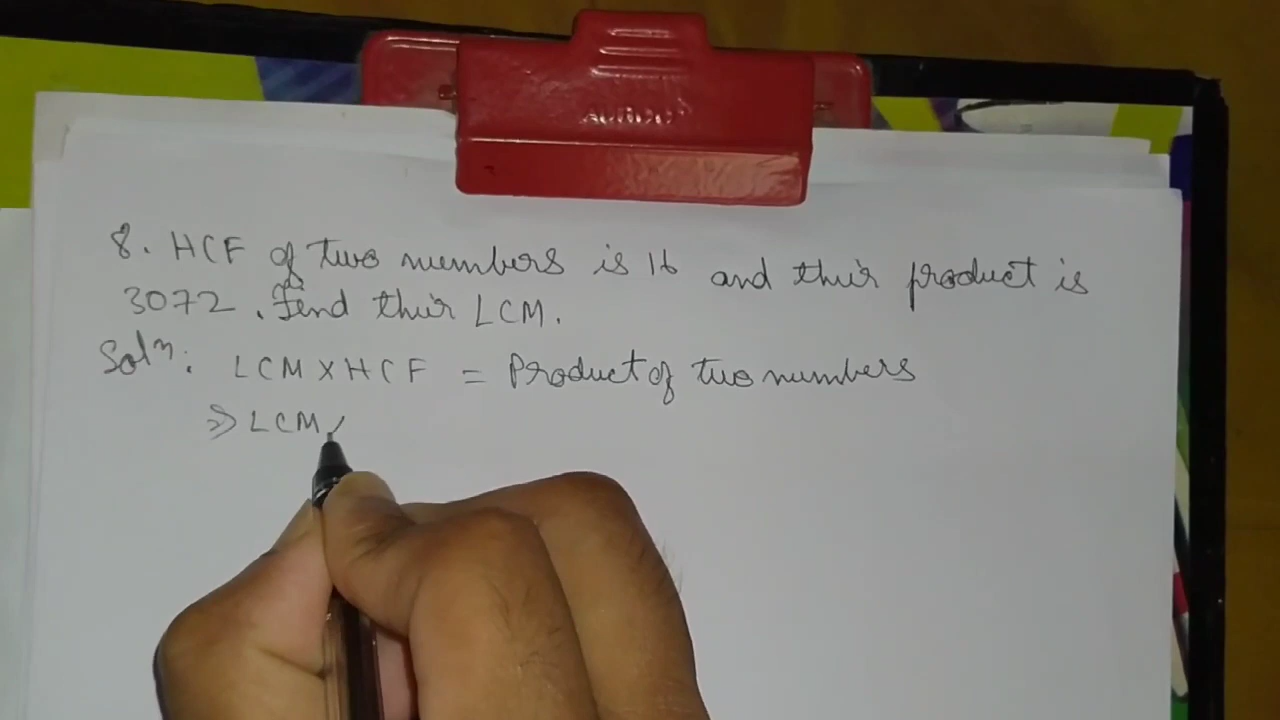 8. HCF of two numbers is 16 and their product is
3072. Find their LCM.
Solⁿ: LCM X HCF = Product of two numbers
⇒ LCM